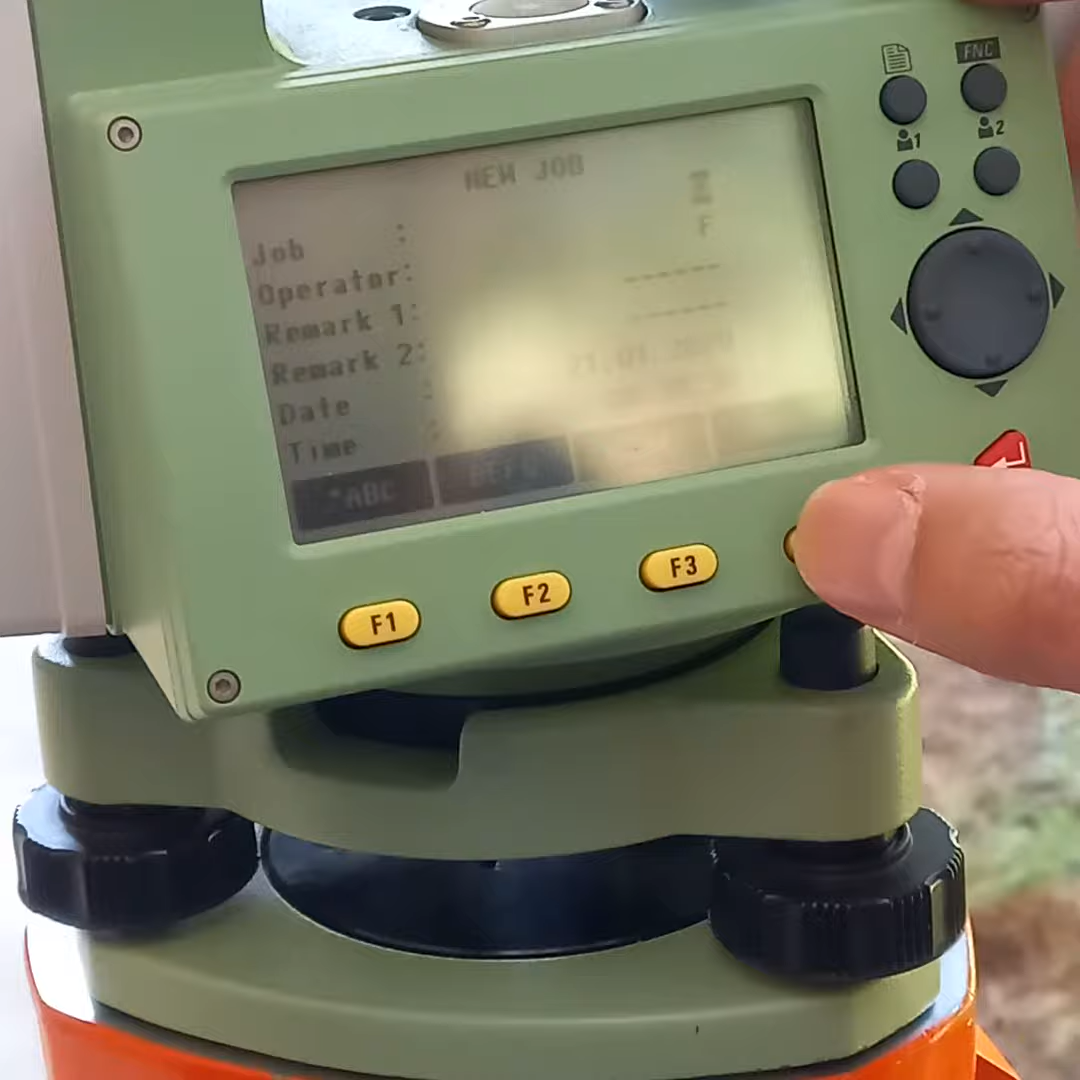 FNC
1
2
NEW JOB
Job :
Operator: F
Remark 1: ------
Remark 2: ------
Date :
Time :
ABC
F1 F2 F3